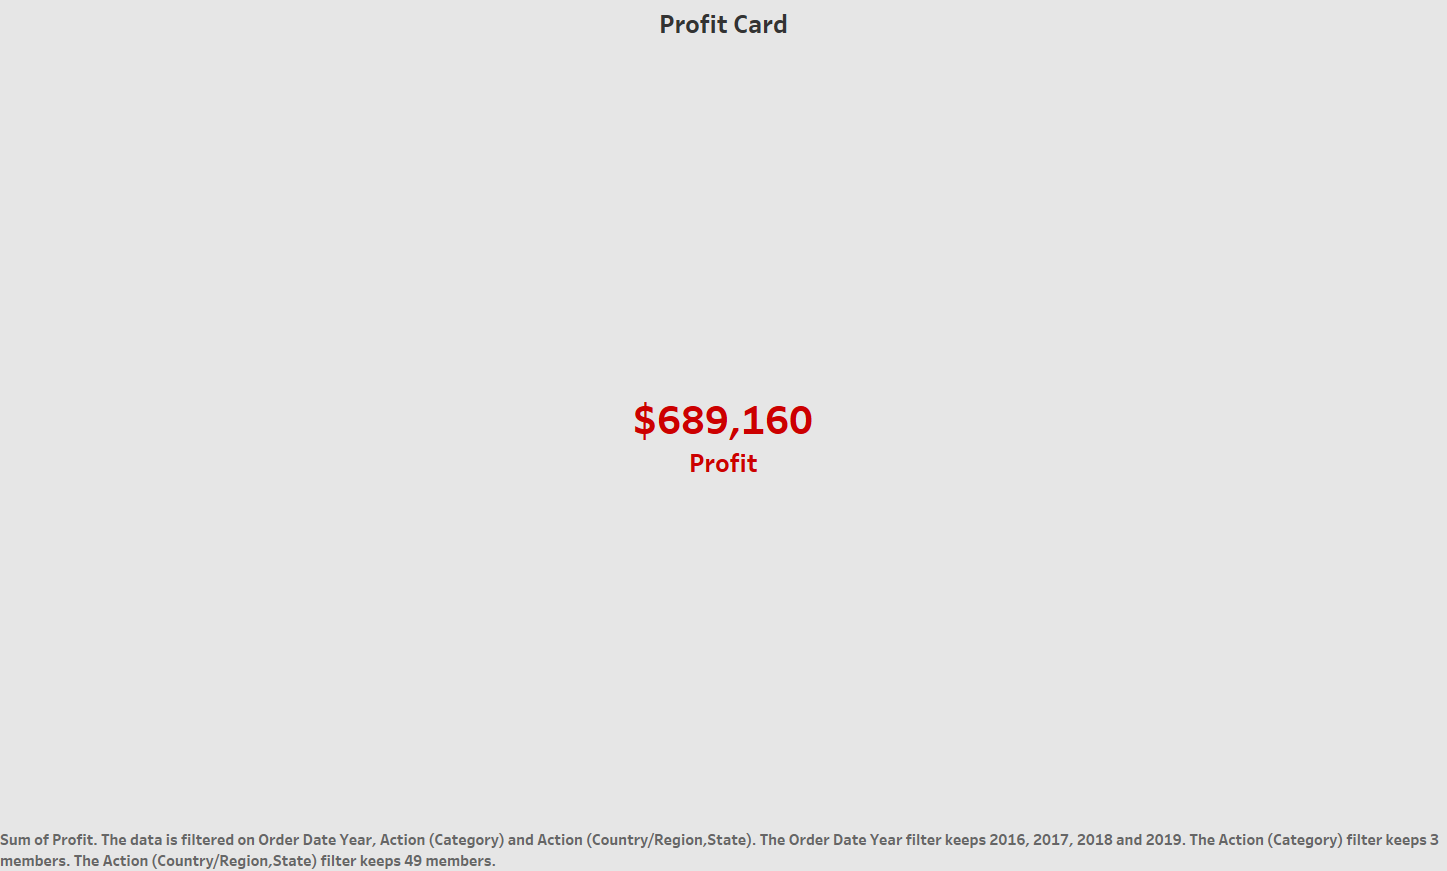 Profit Card
$689,160
Profit
Sum of Profit. The data is filtered on Order Date Year, Action (Category) and Action (Country/Region,State). The Order Date Year filter keeps 2016, 2017, 2018 and 2019. The Action (Category) filter keeps 3
members. The Action (Country/Region,State) filter keeps 49 members.